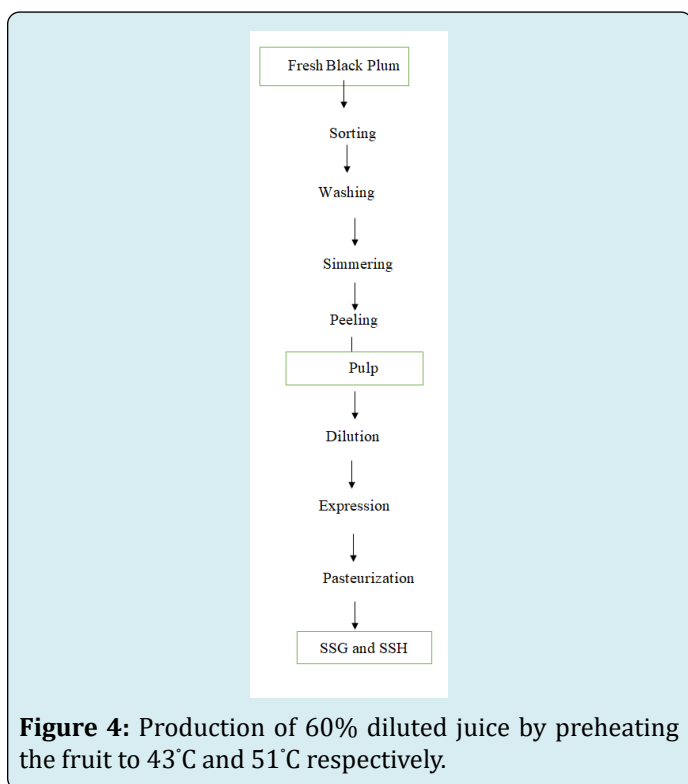 Fresh Black Plum
Sorting
Washing
Simmering
Peeling
Pulp
Dilution
Expression
Pasteurization
SSG and SSH
Figure 4: Production of 60% diluted juice by preheating
the fruit to 43°C and 51°C respectively.